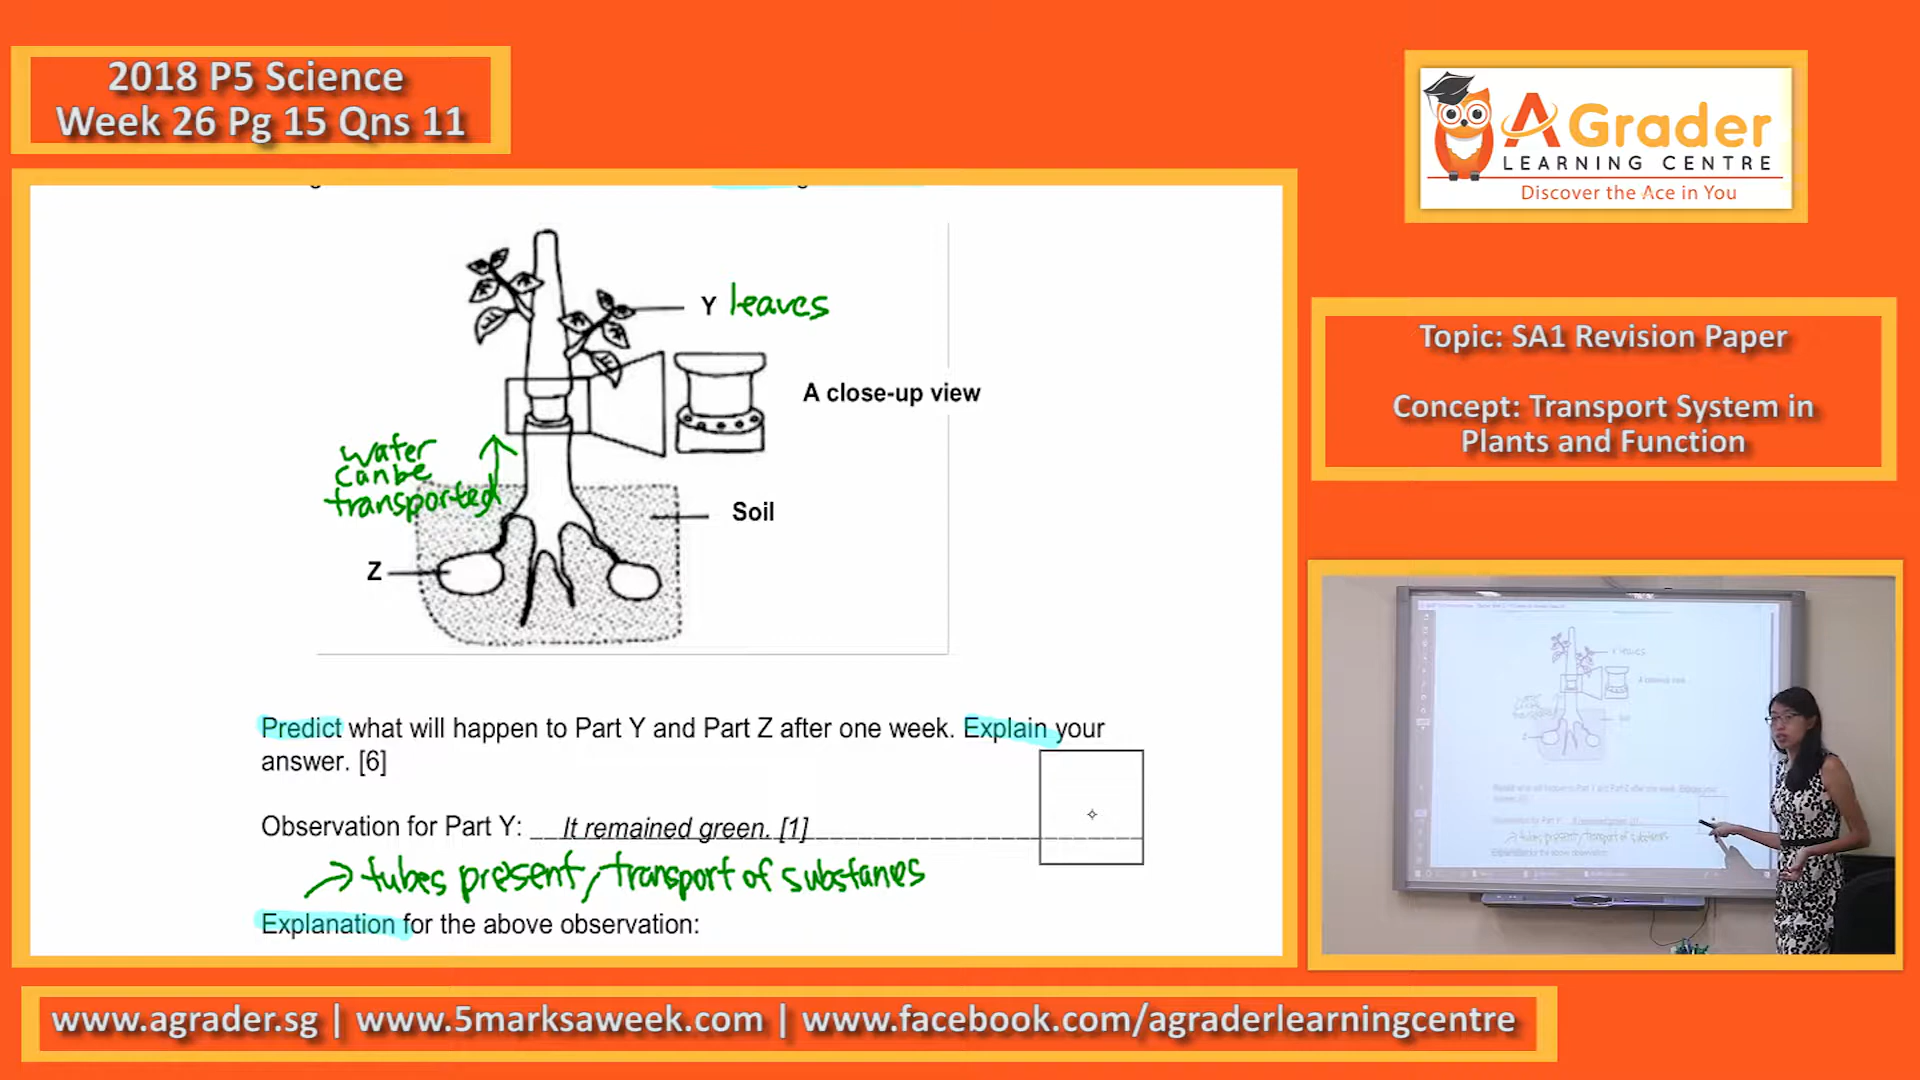 2018 P5 Science
Week 26 Pg 15 Qns 11
A Grader
LEARNING CENTRE
Discover the Ace in You
Y leaves
A close-up view
water
can be
transported
Soil
Z
Predict what will happen to Part Y and Part Z after one week. Explain your
answer. [6]
Observation for Part Y: It remained green. [1]
→ tubes present/transport of substances
Explanation for the above observation:
Topic: SA1 Revision Paper
Concept: Transport System in
Plants and Function
www.agrader.sg | www.5marksaweek.com | www.facebook.com/agraderlearningcentre